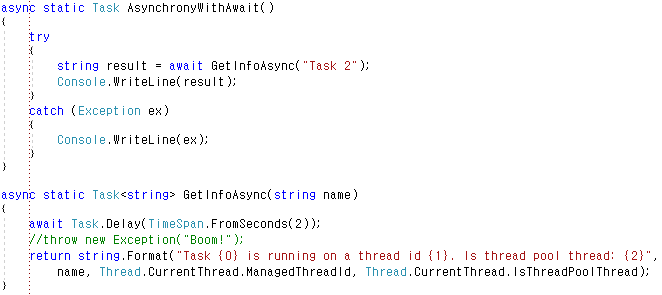 async static Task AsynchronyWithAwait()
{
    try
    {
        string result = await GetInfoAsync("Task 2");
        Console.WriteLine(result);
    }
    catch (Exception ex)
    {
        Console.WriteLine(ex);
    }
}

async static Task<string> GetInfoAsync(string name)
{
    await Task.Delay(TimeSpan.FromSeconds(2));
    //throw new Exception("Boom!");
    return string.Format("Task {0} is running on a thread id {1}. Is thread pool thread: {2}",
        name, Thread.CurrentThread.ManagedThreadId, Thread.CurrentThread.IsThreadPoolThread);
}